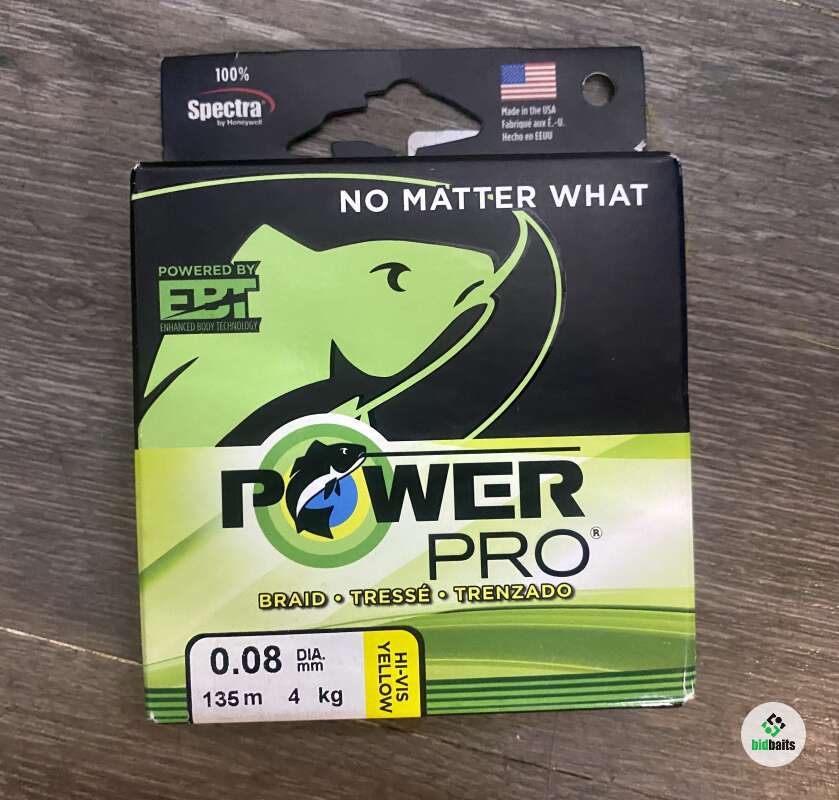 100%
Spectra®
by Honeywell
Made in the USA
Fabriqué aux É.-U.
Hecho en EEUU
NO MATTER WHAT
POWERED BY
EBT
ENHANCED BODY TECHNOLOGY
POWER
PRO®
BRAID • TRESSÉ • TRENZADO
0.08 DIA. mm
135 m 4 kg
HI-VIS
YELLOW
bidbaits